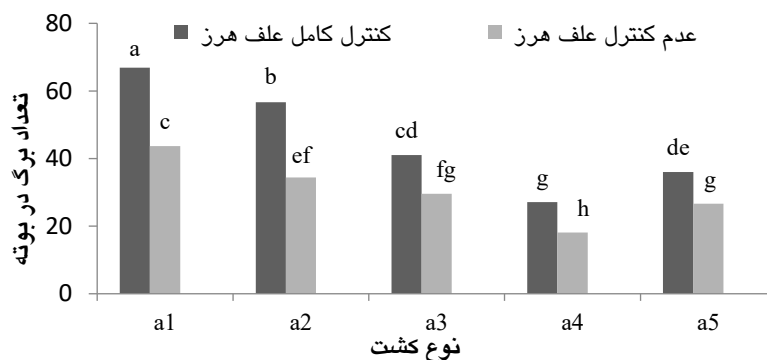 کنترل کامل علف هرز
عدم کنترل علف هرز
تعداد برگ در بوته
80
60
40
20
0
a
c
b
ef
cd
fg
g
h
de
g
a1
a2
a3
a4
a5
نوع کشت